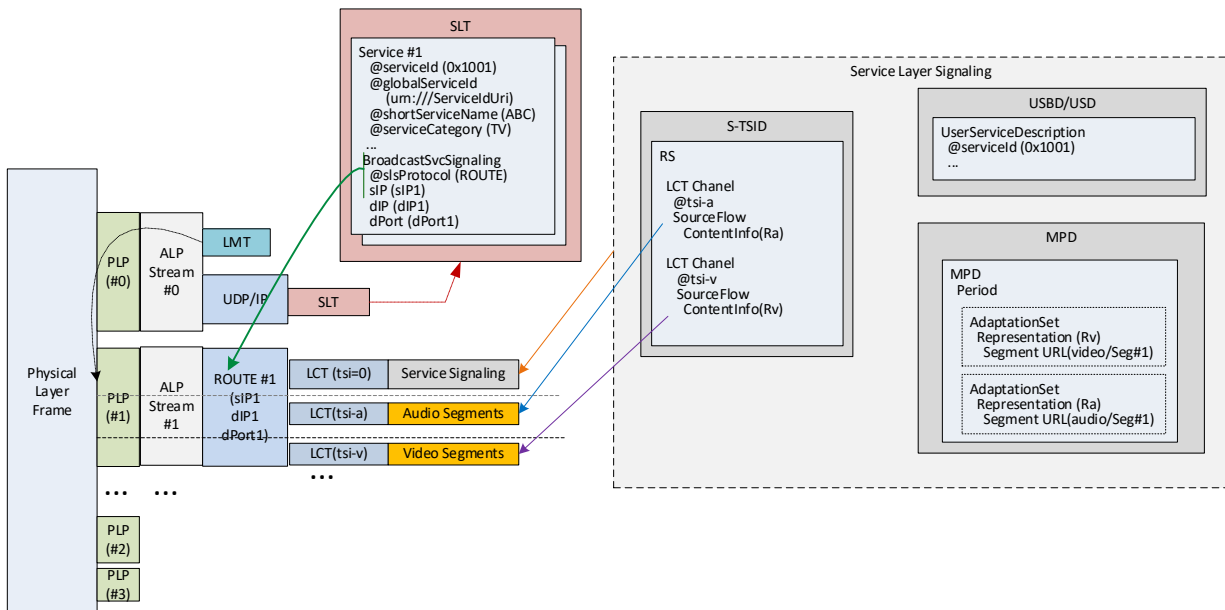 SLT
Service #1
@serviceId (0x1001)
@globalServiceId
(urn:///ServiceIdUri)
@shortServiceName (ABC)
@serviceCategory (TV)
...
BroadcastSvcSignaling
@slsProtocol (ROUTE)
sIP (sIP1)
dIP (dIP1)
dPort (dPort1)
Physical
Layer
Frame
PLP
(#0)
ALP
Stream
#0
LMT
UDP/IP
SLT
PLP
(#1)
ALP
Stream
#1
ROUTE #1
(sIP1
dIP1
dPort1)
LCT (tsi=0)
Service Signaling
LCT(tsi-a)
Audio Segments
LCT(tsi-v)
Video Segments
...
...
...
PLP
(#2)
PLP
(#3)
Service Layer Signaling
S-TSID
RS
LCT Chanel
@tsi-a
SourceFlow
ContentInfo(Ra)
LCT Chanel
@tsi-v
SourceFlow
ContentInfo(Rv)
USBD/USD
UserServiceDescription
@serviceId (0x1001)
...
MPD
MPD
Period
AdaptationSet
Representation (Rv)
Segment URL(video/Seg#1)
AdaptationSet
Representation (Ra)
Segment URL(audio/Seg#1)